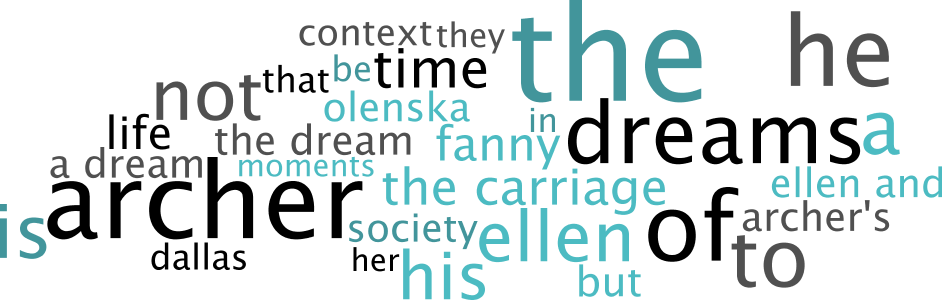 context they the he
not that be time
olenska in
life the dream fanny dreams a
a dream moments
archer the carriage ellen and
is society ellen of archer's
dallas her his but to